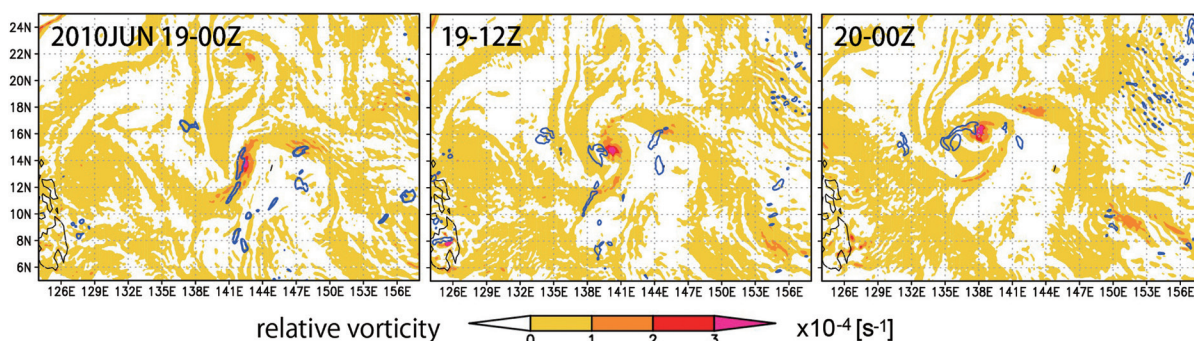 2010JUN 19-00Z
19-12Z
20-00Z
24N
22N
20N
18N
16N
14N
12N
10N
8N
6N
126E 129E 132E 135E 138E 141E 144E 147E 150E 153E 156E
126E 129E 132E 135E 138E 141E 144E 147E 150E 153E 156E
126E 129E 132E 135E 138E 141E 144E 147E 150E 153E 156E
relative vorticity
0 1 2 3
x10-4 [s-1]